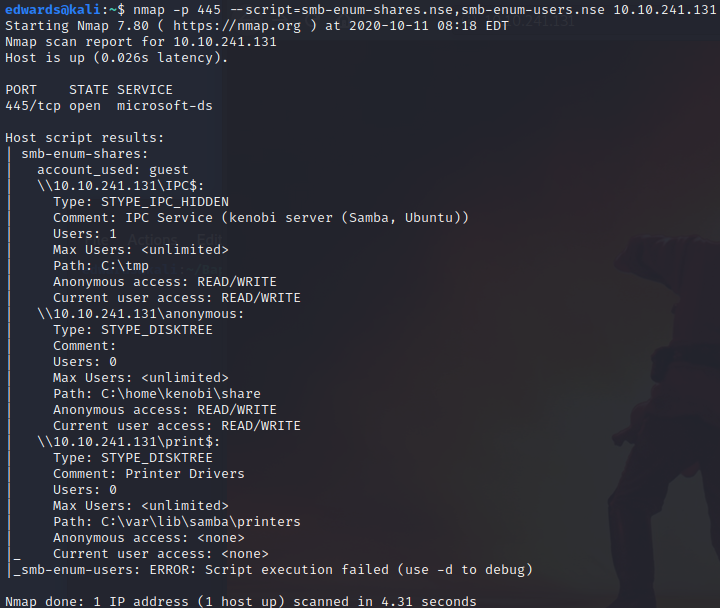 edwards@kali:~$ nmap -p 445 --script=smb-enum-shares.nse,smb-enum-users.nse 10.10.241.131
Starting Nmap 7.80 ( https://nmap.org ) at 2020-10-11 08:18 EDT
Nmap scan report for 10.10.241.131
Host is up (0.026s latency).

PORT    STATE SERVICE
445/tcp open  microsoft-ds

Host script results:
| smb-enum-shares:
|   account_used: guest
|   \\10.10.241.131\IPC$:
|     Type: STYPE_IPC_HIDDEN
|     Comment: IPC Service (kenobi server (Samba, Ubuntu))
|     Users: 1
|     Max Users: <unlimited>
|     Path: C:\tmp
|     Anonymous access: READ/WRITE
|     Current user access: READ/WRITE
|   \\10.10.241.131\anonymous:
|     Type: STYPE_DISKTREE
|     Comment:
|     Users: 0
|     Max Users: <unlimited>
|     Path: C:\home\kenobi\share
|     Anonymous access: READ/WRITE
|     Current user access: READ/WRITE
|   \\10.10.241.131\print$:
|     Type: STYPE_DISKTREE
|     Comment: Printer Drivers
|     Users: 0
|     Max Users: <unlimited>
|     Path: C:\var\lib\samba\printers
|     Anonymous access: <none>
|_    Current user access: <none>
|_smb-enum-users: ERROR: Script execution failed (use -d to debug)

Nmap done: 1 IP address (1 host up) scanned in 4.31 seconds